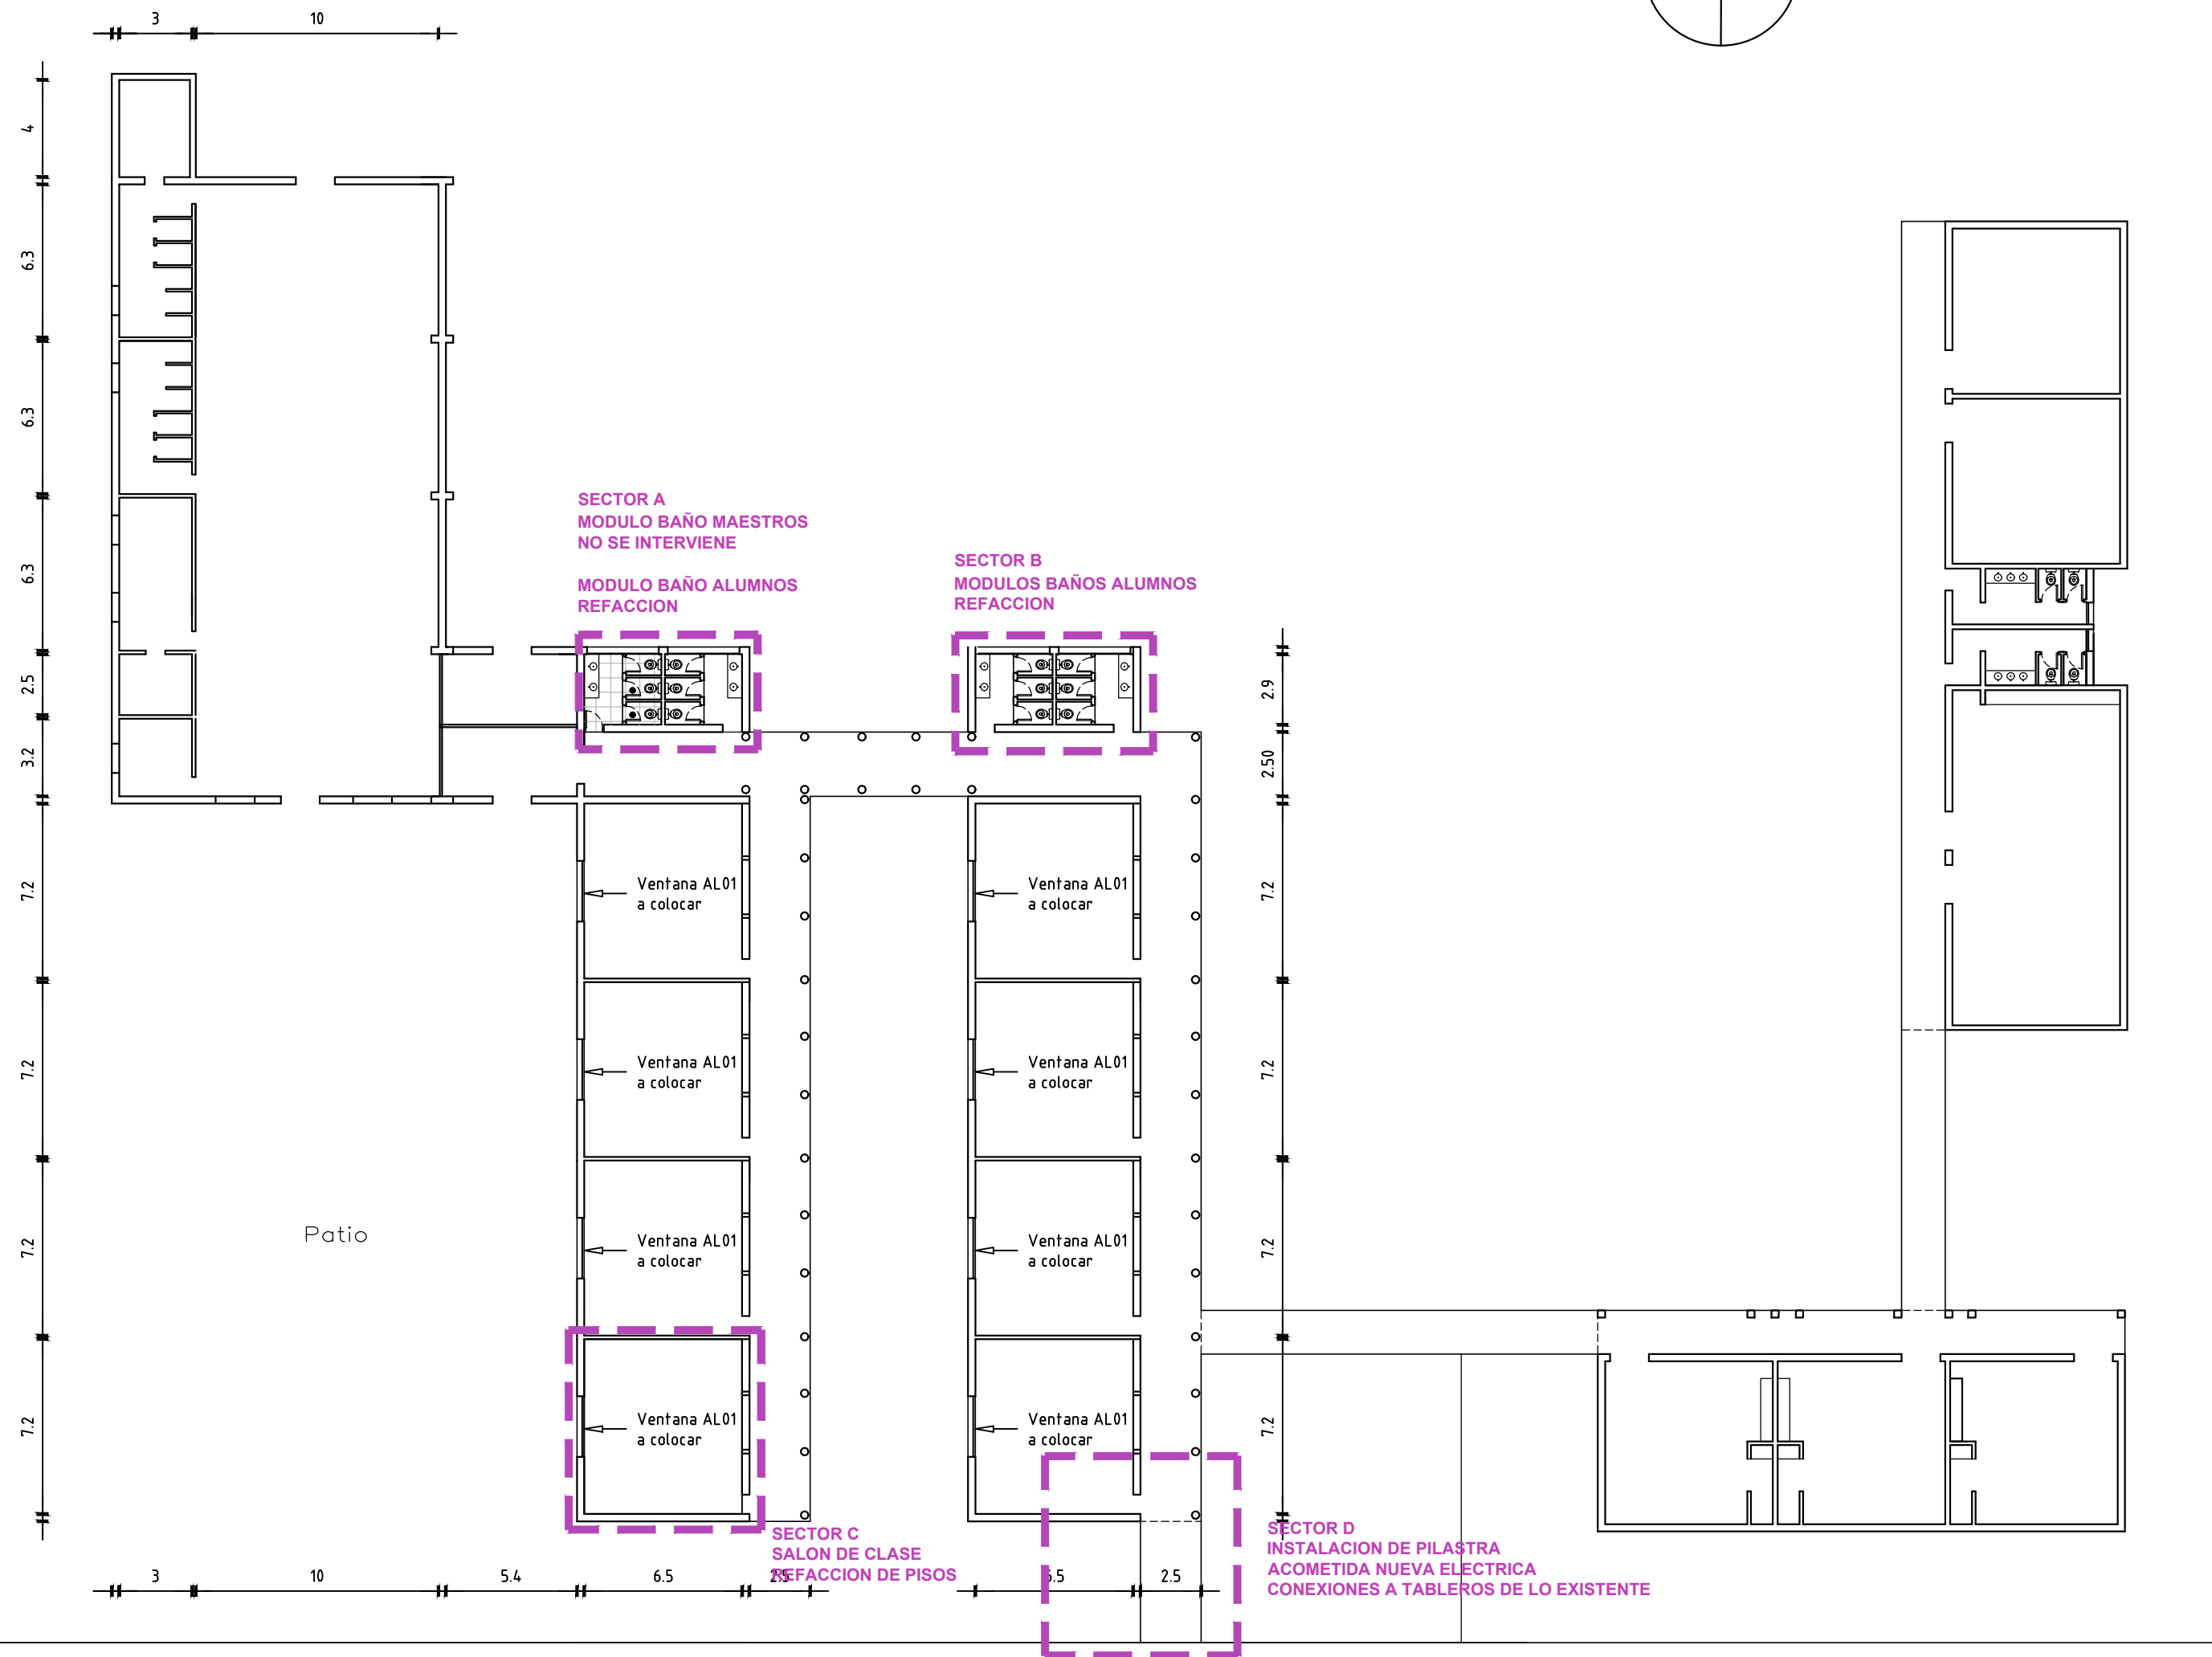 3
10
4
6.3
6.3
6.3
2.5
3.2
7.2
7.2
7.2
7.2
SECTOR A
MODULO BAÑO MAESTROS
NO SE INTERVIENE
MODULO BAÑO ALUMNOS
REFACCION
SECTOR B
MODULOS BAÑOS ALUMNOS
REFACCION
2.9
2.50
7.2
7.2
7.2
7.2
Ventana AL01
a colocar
Ventana AL01
a colocar
Ventana AL01
a colocar
Ventana AL01
a colocar
Ventana AL01
a colocar
Ventana AL01
a colocar
Ventana AL01
a colocar
Ventana AL01
a colocar
Patio
SECTOR C
SALON DE CLASE
REFACCION DE PISOS
SECTOR D
INSTALACION DE PILASTRA
ACOMETIDA NUEVA ELECTRICA
CONEXIONES A TABLEROS DE LO EXISTENTE
3
10
5.4
6.5
2.5
6.5
2.5